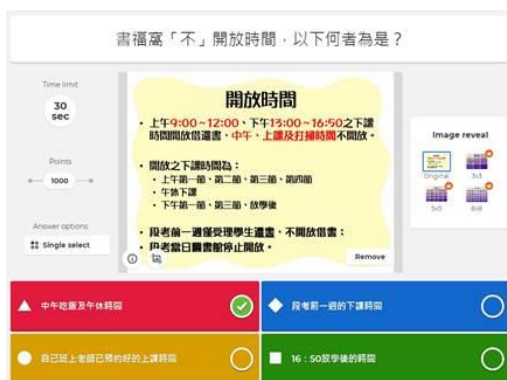 書福窩「不」開放時間，以下何者為是？
Time limit
30
sec
Points
1000
Answer options
Single select
開放時間
• 上午9:00~12:00、下午13:00~16:50之下課
時間開放借還書，中午、上課及打掃時間不開放。
• 開放之下課時間為：
• 上午第一節、第二節、第三節、第四節
• 午休下課
• 下午第一節、第三節、放學後
• 段考前一週僅受理學生還書，不開放借書；
• 段考當日圖書館停止開放。
Remove
Image reveal
Original
3x3
5x5
8x8
中午吃飯及午休時間
段考前一週的下課時間
自己班上老師已預約好的上課時間
16：50放學後的時間